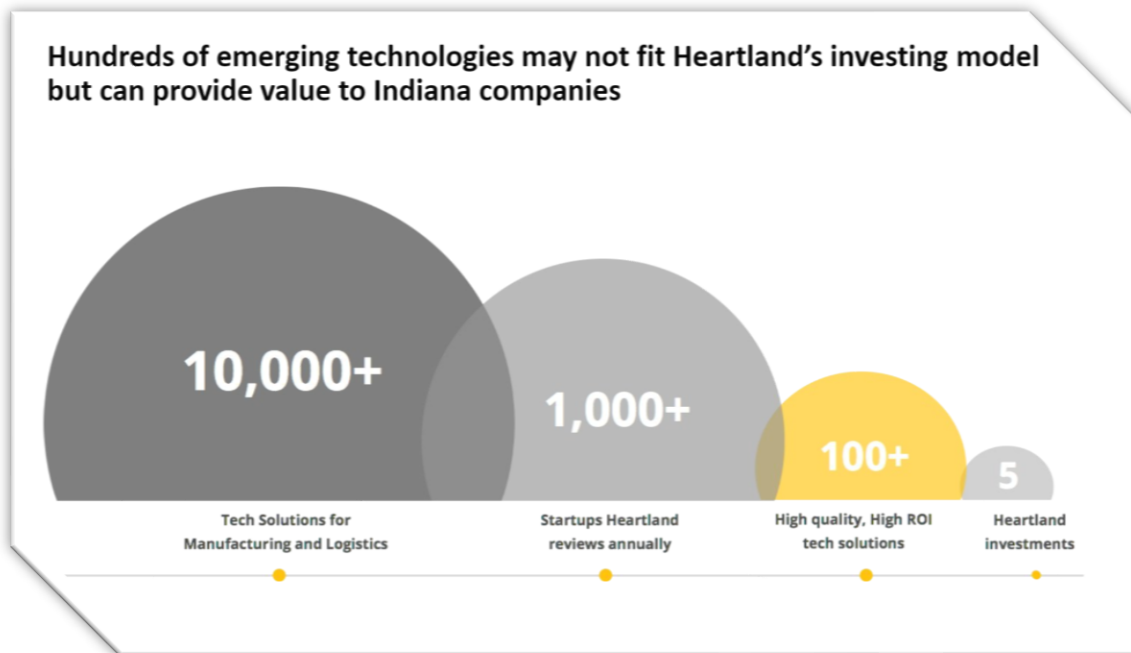 Hundreds of emerging technologies may not fit Heartland’s investing model
but can provide value to Indiana companies
10,000+
1,000+
100+
5
Tech Solutions for
Manufacturing and Logistics
Startups Heartland
reviews annually
High quality, High ROI
tech solutions
Heartland
investments